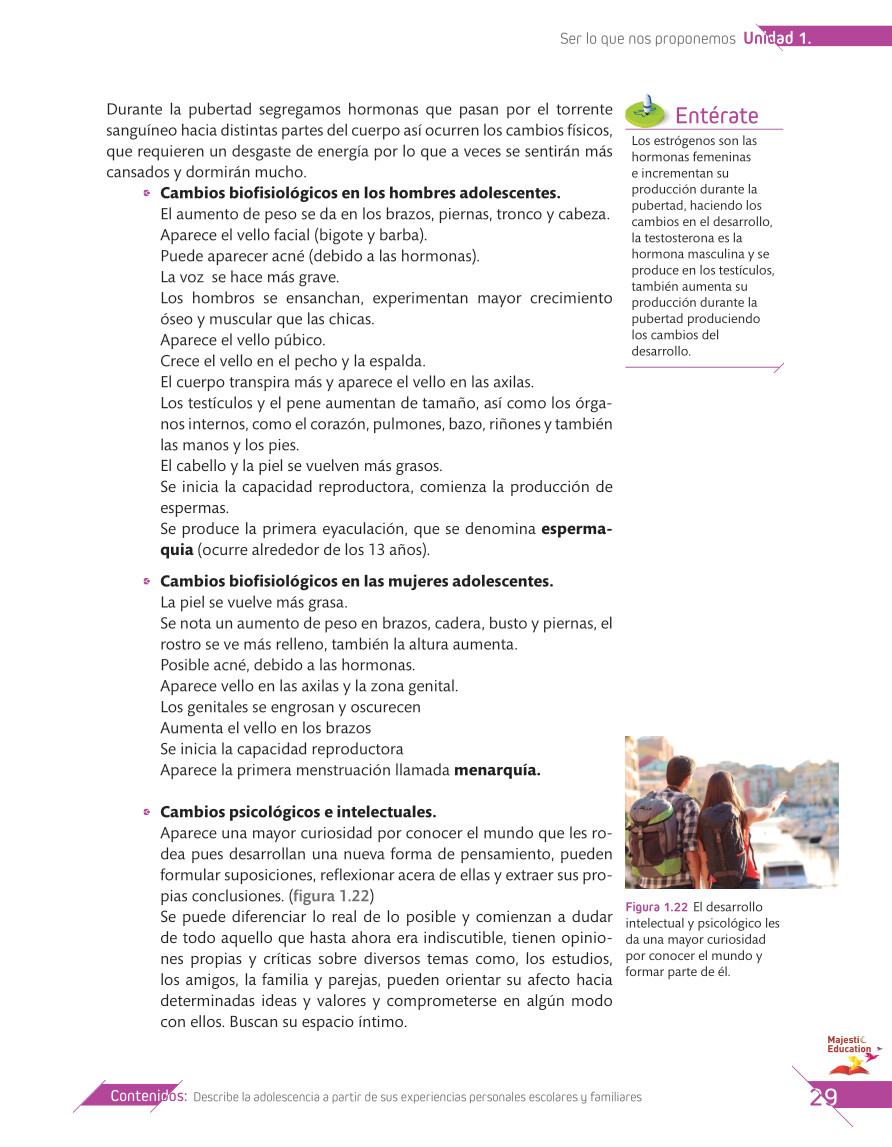 Ser lo que nos proponemos Unidad 1.
Durante la pubertad segregamos hormonas que pasan por el torrente
sanguíneo hacia distintas partes del cuerpo así ocurren los cambios físicos,
que requieren un desgaste de energía por lo que a veces se sentirán más
cansados y dormirán mucho.
Cambios biofisiológicos en los hombres adolescentes.
El aumento de peso se da en los brazos, piernas, tronco y cabeza.
Aparece el vello facial (bigote y barba).
Puede aparecer acné (debido a las hormonas).
La voz se hace más grave.
Los hombros se ensanchan, experimentan mayor crecimiento
óseo y muscular que las chicas.
Aparece el vello púbico.
Crece el vello en el pecho y la espalda.
El cuerpo transpira más y aparece el vello en las axilas.
Los testículos y el pene aumentan de tamaño, así como los órga-
nos internos, como el corazón, pulmones, bazo, riñones y también
las manos y los pies.
El cabello y la piel se vuelven más grasos.
Se inicia la capacidad reproductora, comienza la producción de
espermas.
Se produce la primera eyaculación, que se denomina esperma-
quia (ocurre alrededor de los 13 años).
Cambios biofisiológicos en las mujeres adolescentes.
La piel se vuelve más grasa.
Se nota un aumento de peso en brazos, cadera, busto y piernas, el
rostro se ve más relleno, también la altura aumenta.
Posible acné, debido a las hormonas.
Aparece vello en las axilas y la zona genital.
Los genitales se engrosan y oscurecen
Aumenta el vello en los brazos
Se inicia la capacidad reproductora
Aparece la primera menstruación llamada menarquía.
Cambios psicológicos e intelectuales.
Aparece una mayor curiosidad por conocer el mundo que les ro-
dea pues desarrollan una nueva forma de pensamiento, pueden
formular suposiciones, reflexionar acera de ellas y extraer sus pro-
pias conclusiones. (figura 1.22)
Se puede diferenciar lo real de lo posible y comienzan a dudar
de todo aquello que hasta ahora era indiscutible, tienen opinio-
nes propias y críticas sobre diversos temas como, los estudios,
los amigos, la familia y parejas, pueden orientar su afecto hacia
determinadas ideas y valores y comprometerse en algún modo
con ellos. Buscan su espacio íntimo.
Entérate
Los estrógenos son las
hormonas femeninas
e incrementan su
producción durante la
pubertad, haciendo los
cambios en el desarrollo,
la testosterona es la
hormona masculina y se
produce en los testículos,
también aumenta su
producción durante la
pubertad produciendo
los cambios del
desarrollo.
Figura 1.22 El desarrollo
intelectual y psicológico les
da una mayor curiosidad
por conocer el mundo y
formar parte de él.
Majestic
Education
Contenidos: Describe la adolescencia a partir de sus experiencias personales escolares y familiares
29